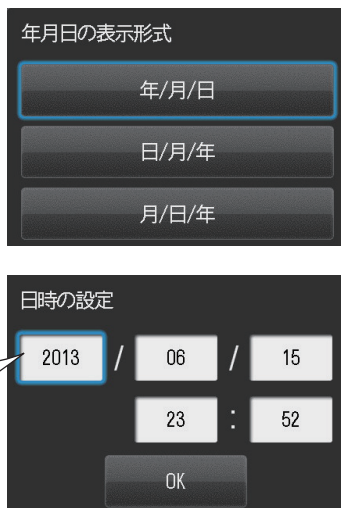 年月日の表示形式
年/月/日
日/月/年
月/日/年
日時の設定
2013 / 06 / 15
23 : 52
OK